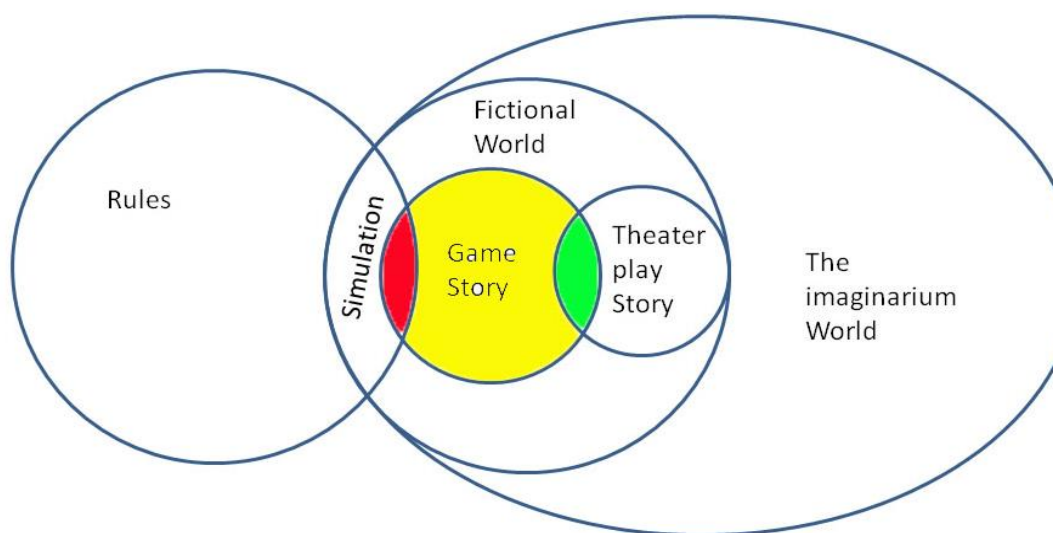 Rules
Simulation
Fictional
World
Game
Story
Theater
play
Story
The
imaginarium
World